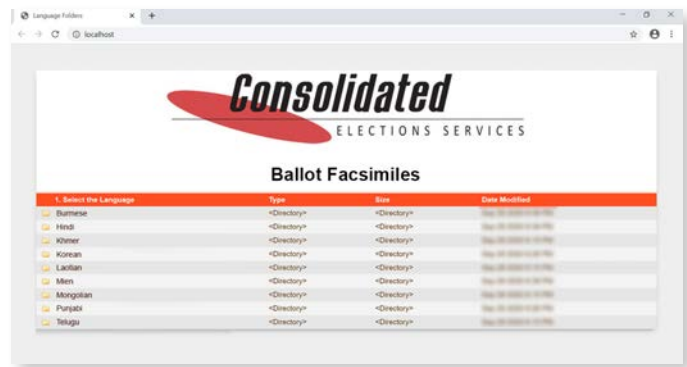 Language Folders
localhost
Consolidated
ELECTIONS SERVICES
Ballot Facsimiles
1. Select the Language Type Size Date Modified
Burmese <Directory> <Directory>
Hindi <Directory> <Directory>
Khmer <Directory> <Directory>
Korean <Directory> <Directory>
Laotian <Directory> <Directory>
Mien <Directory> <Directory>
Mongolian <Directory> <Directory>
Punjabi <Directory> <Directory>
Telugu <Directory> <Directory>